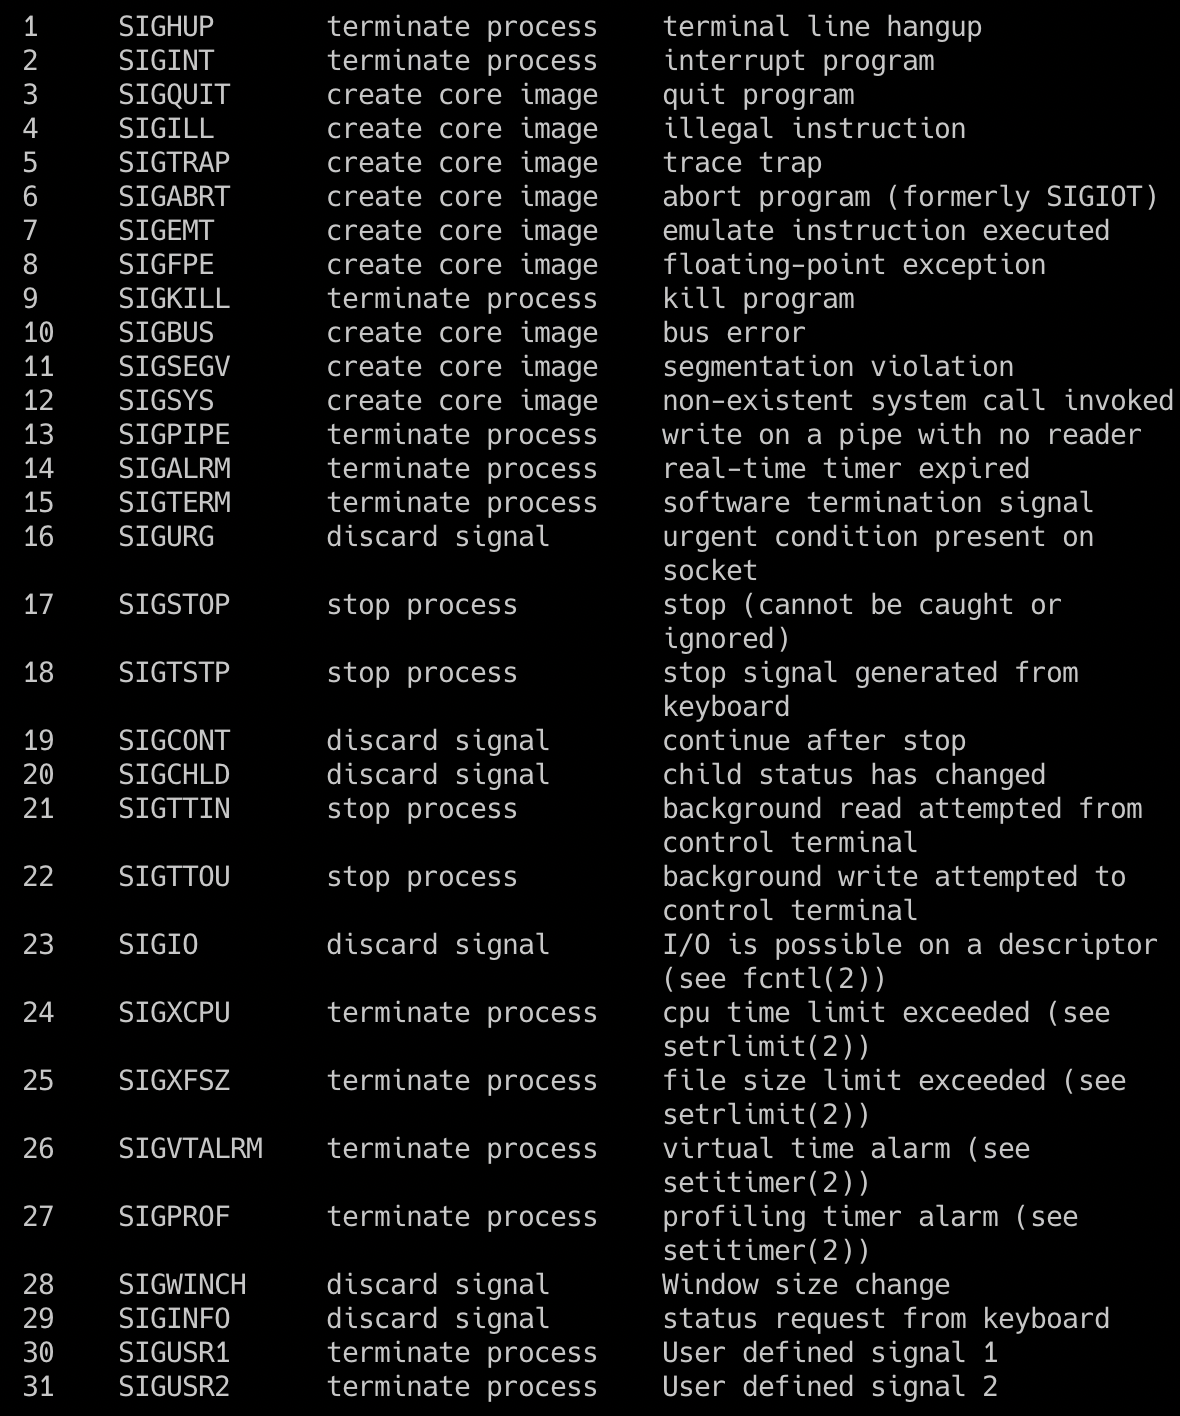 1     SIGHUP       terminate process    terminal line hangup
2     SIGINT       terminate process    interrupt program
3     SIGQUIT      create core image    quit program
4     SIGILL       create core image    illegal instruction
5     SIGTRAP      create core image    trace trap
6     SIGABRT      create core image    abort program (formerly SIGIOT)
7     SIGEMT       create core image    emulate instruction executed
8     SIGFPE       create core image    floating-point exception
9     SIGKILL      terminate process    kill program
10    SIGBUS       create core image    bus error
11    SIGSEGV      create core image    segmentation violation
12    SIGSYS       create core image    non-existent system call invoked
13    SIGPIPE      terminate process    write on a pipe with no reader
14    SIGALRM      terminate process    real-time timer expired
15    SIGTERM      terminate process    software termination signal
16    SIGURG       discard signal       urgent condition present on
                                        socket
17    SIGSTOP      stop process         stop (cannot be caught or
                                        ignored)
18    SIGTSTP      stop process         stop signal generated from
                                        keyboard
19    SIGCONT      discard signal       continue after stop
20    SIGCHLD      discard signal       child status has changed
21    SIGTTIN      stop process         background read attempted from
                                        control terminal
22    SIGTTOU      stop process         background write attempted to
                                        control terminal
23    SIGIO        discard signal       I/O is possible on a descriptor
                                        (see fcntl(2))
24    SIGXCPU      terminate process    cpu time limit exceeded (see
                                        setrlimit(2))
25    SIGXFSZ      terminate process    file size limit exceeded (see
                                        setrlimit(2))
26    SIGVTALRM    terminate process    virtual time alarm (see
                                        setitimer(2))
27    SIGPROF      terminate process    profiling timer alarm (see
                                        setitimer(2))
28    SIGWINCH     discard signal       Window size change
29    SIGINFO      discard signal       status request from keyboard
30    SIGUSR1      terminate process    User defined signal 1
31    SIGUSR2      terminate process    User defined signal 2